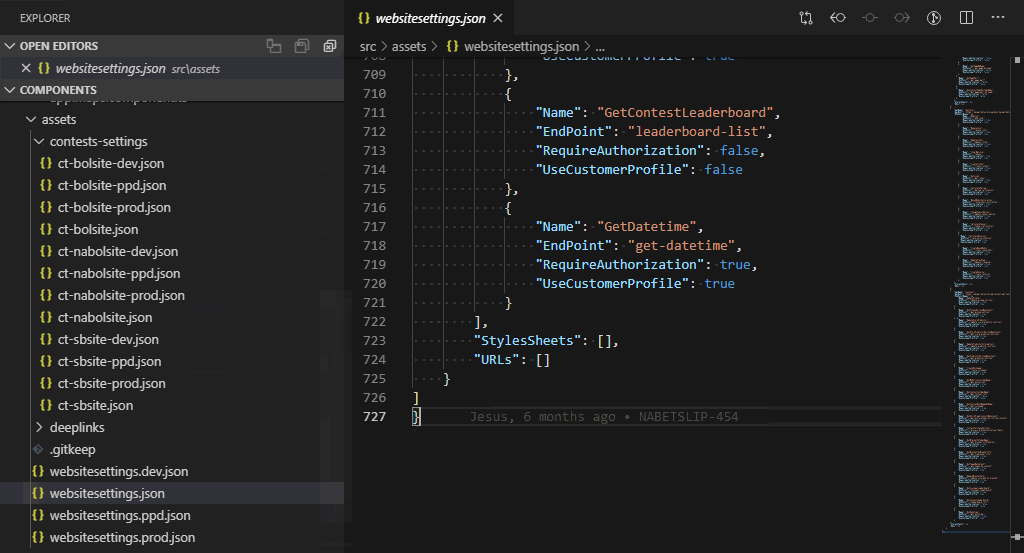 EXPLORER
OPEN EDITORS
websitesettings.json src\assets
COMPONENTS
assets
contests-settings
{} ct-bolsite-dev.json
{} ct-bolsite-ppd.json
{} ct-bolsite-prod.json
{} ct-bolsite.json
{} ct-nabolsite-dev.json
{} ct-nabolsite-ppd.json
{} ct-nabolsite-prod.json
{} ct-nabolsite.json
{} ct-sbsite-dev.json
{} ct-sbsite-ppd.json
{} ct-sbsite-prod.json
{} ct-sbsite.json
deeplinks
.gitkeep
{} websitesettings.dev.json
{} websitesettings.json
{} websitesettings.ppd.json
{} websitesettings.prod.json
{} websitesettings.json
src > assets > {} websitesettings.json > ...
708 "UseCustomerProfile": true
709 },
710 {
711 "Name": "GetContestLeaderboard",
712 "EndPoint": "leaderboard-list",
713 "RequireAuthorization": false,
714 "UseCustomerProfile": false
715 },
716 {
717 "Name": "GetDatetime",
718 "EndPoint": "get-datetime",
719 "RequireAuthorization": true,
720 "UseCustomerProfile": true
721 }
722 ],
723 "StylesSheets": [],
724 "URLs": []
725 }
726 ]
727 } Jesus, 6 months ago • NABETSLIP-454